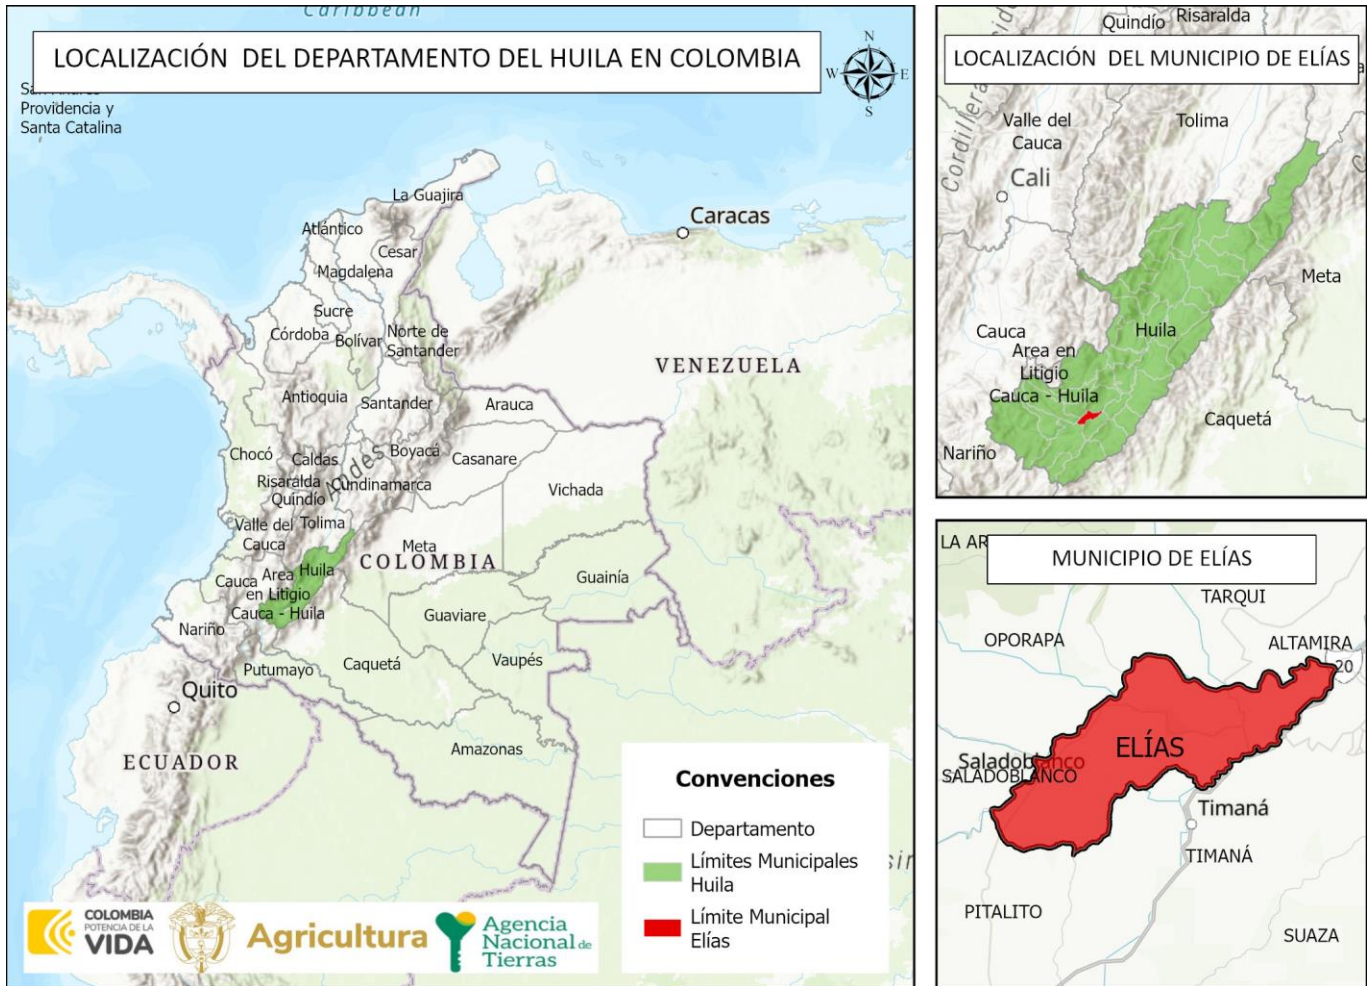 Caribbean
LOCALIZACIÓN DEL DEPARTAMENTO DEL HUILA EN COLOMBIA
N
W
E
S
Providencia y
Santa Catalina
La Guajira
Caracas
Atlántico
Cesar
Magdalena
Sucre
Córdoba
Bolívar
Norte de
Santander
VENEZUELA
Antioquia
Santander
Arauca
Chocó
Caldas
Boyacá
Casanare
Andes
Risaralda
Cundinamarca
Quindío
Vichada
Valle del
Cauca
Tolima
Meta
COLOMBIA
Cauca
Area
en Litigio
Cauca - Huila
Huila
Guainía
Guaviare
Nariño
Putumayo
Caquetá
Vaupés
Quito
ECUADOR
Amazonas
Convenciones
Departamento
Límites Municipales
Huila
Límite Municipal
Elías
COLOMBIA
POTENCIA DE LA
VIDA
Agricultura
Agencia
Nacional de
Tierras
Quindío
Risaralda
LOCALIZACIÓN DEL MUNICIPIO DE ELÍAS
Cordillera
Valle del
Cauca
Tolima
Cali
Meta
Cauca
Huila
Area en
Litigio
Cauca - Huila
Caquetá
Nariño
MUNICIPIO DE ELÍAS
TARQUI
OPORAPA
ALTAMIRA
20
ELÍAS
Saladoblanco
SALADOBLANCO
Timaná
TIMANÁ
PITALITO
SUAZA